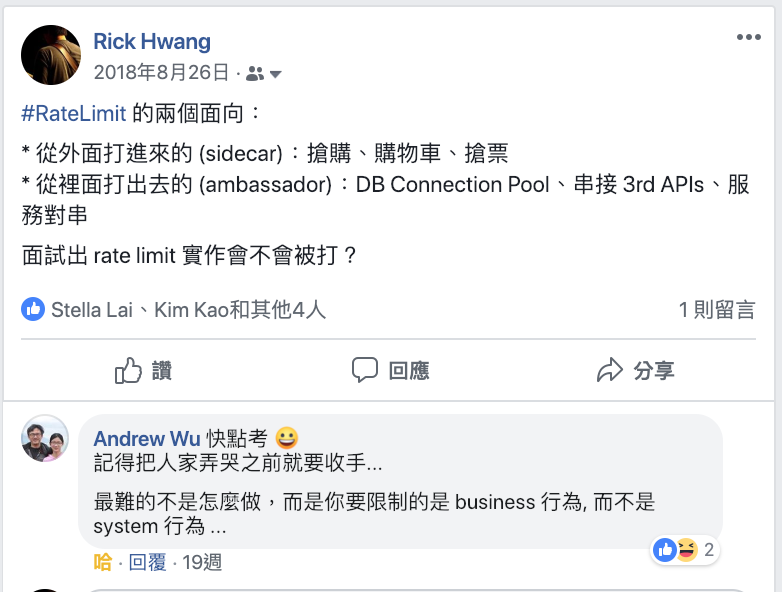 Rick Hwang
2018年8月26日 ·
#RateLimit 的兩個面向：
* 從外面打進來的 (sidecar)：搶購、購物車、搶票
* 從裡面打出去的 (ambassador)：DB Connection Pool、串接 3rd APIs、服
務對串
面試出 rate limit 實作會不會被打？
Stella Lai、Kim Kao和其他4人
1 則留言
讚
回應
分享
Andrew Wu 快點考 😀
記得把人家弄哭之前就要收手...
最難的不是怎麼做，而是你要限制的是 business 行為, 而不是
system 行為 ...
2
哈 · 回覆 · 19週